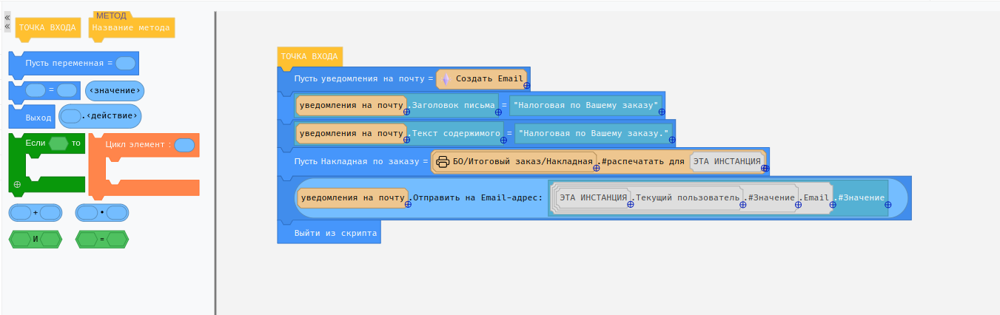 «
«
ТОЧКА ВХОДА
МЕТОД
Название метода
Пусть переменная =
= ‹значение›
Выход .‹действие›
Если то
Цикл элемент :
+ •
И =
ТОЧКА ВХОДА
Пусть уведомления на почту = Создать Email
уведомления на почту.Заголовок письма = "Налоговая по Вашему заказу"
уведомления на почту.Текст содержимого = "Налоговая по Вашему заказу."
Пусть Накладная по заказу = БО/Итоговый заказ/Накладная.#распечатать для ЭТА ИНСТАНЦИЯ
уведомления на почту.Отправить на Email-адрес: ЭТА ИНСТАНЦИЯ.Текущий пользователь.#Значение.Email.#Значение
Выйти из скрипта